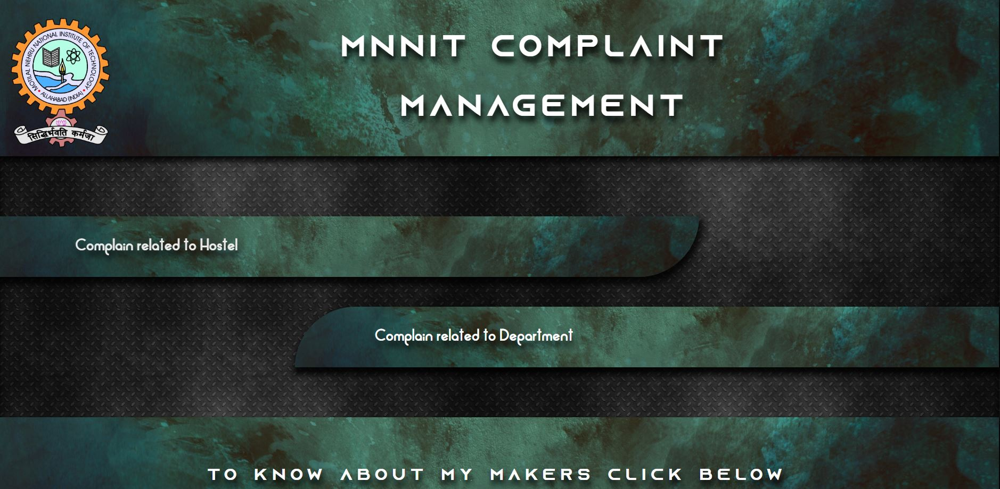 MOTILAL NEHRU NATIONAL INSTITUTE OF TECHNOLOGY
ALLAHABAD (INDIA)
सिद्धिर्भवति कर्मजा
MNNIT COMPLAINT
MANAGEMENT
Complain related to Hostel
Complain related to Department
TO KNOW ABOUT MY MAKERS CLICK BELOW